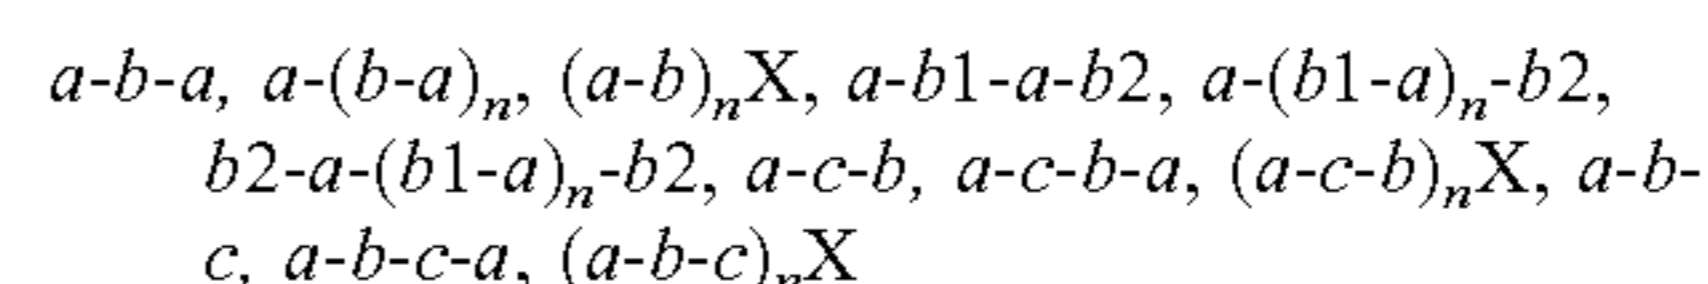 a-b-a, a-(b-a)n, (a-b)nX, a-b1-a-b2, a-(b1-a)n-b2,
b2-a-(b1-a)n-b2, a-c-b, a-c-b-a, (a-c-b)nX, a-b-
c, a-b-c-a, (a-b-c)nX